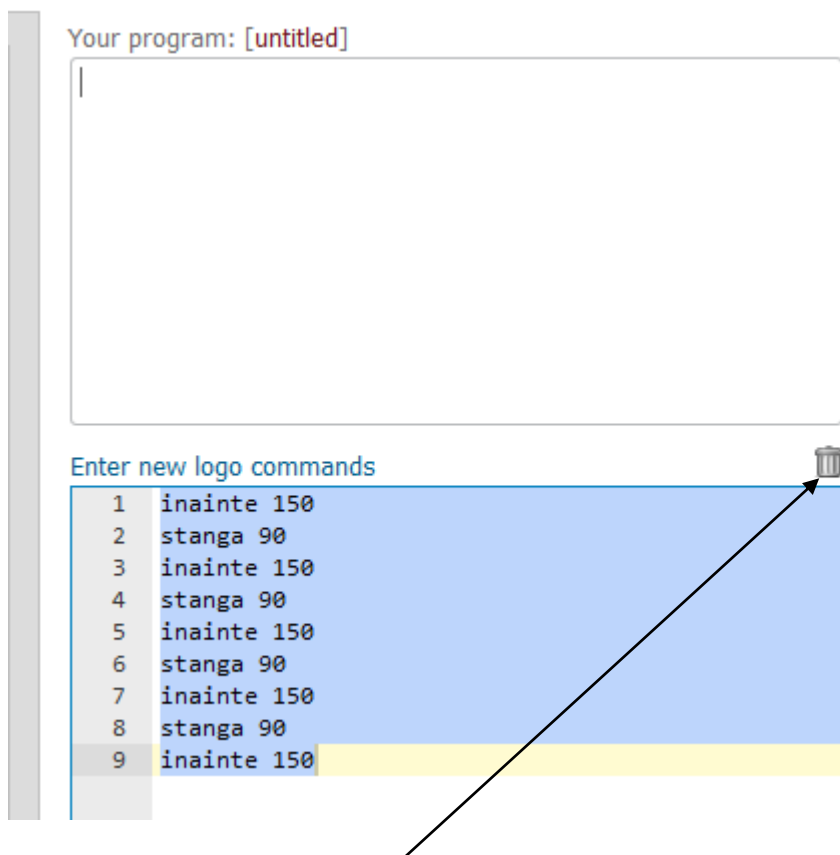 Your program: [untitled]
Enter new logo commands
1 inainte 150
2 stanga 90
3 inainte 150
4 stanga 90
5 inainte 150
6 stanga 90
7 inainte 150
8 stanga 90
9 inainte 150